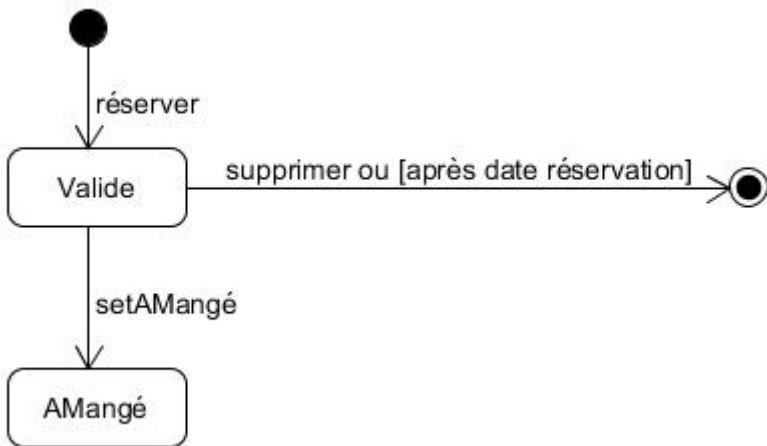 réserver
Valide
supprimer ou [après date réservation]
setAMangé
AMangé